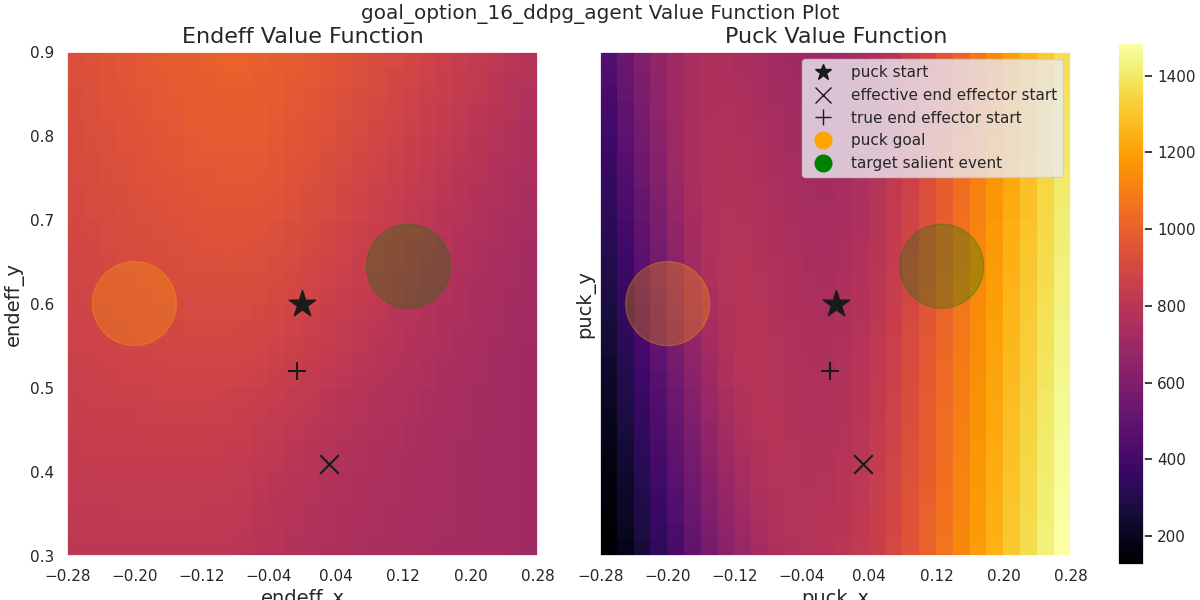 goal_option_16_ddpg_agent Value Function Plot
Endeff Value Function
Puck Value Function
0.9
0.8
0.7
0.6
0.5
0.4
0.3
endeff_y
−0.28 −0.20 −0.12 −0.04 0.04 0.12 0.20 0.28
endeff_x
puck_y
puck start
effective end effector start
true end effector start
puck goal
target salient event
−0.28 −0.20 −0.12 −0.04 0.04 0.12 0.20 0.28
puck_x
1400
1200
1000
800
600
400
200